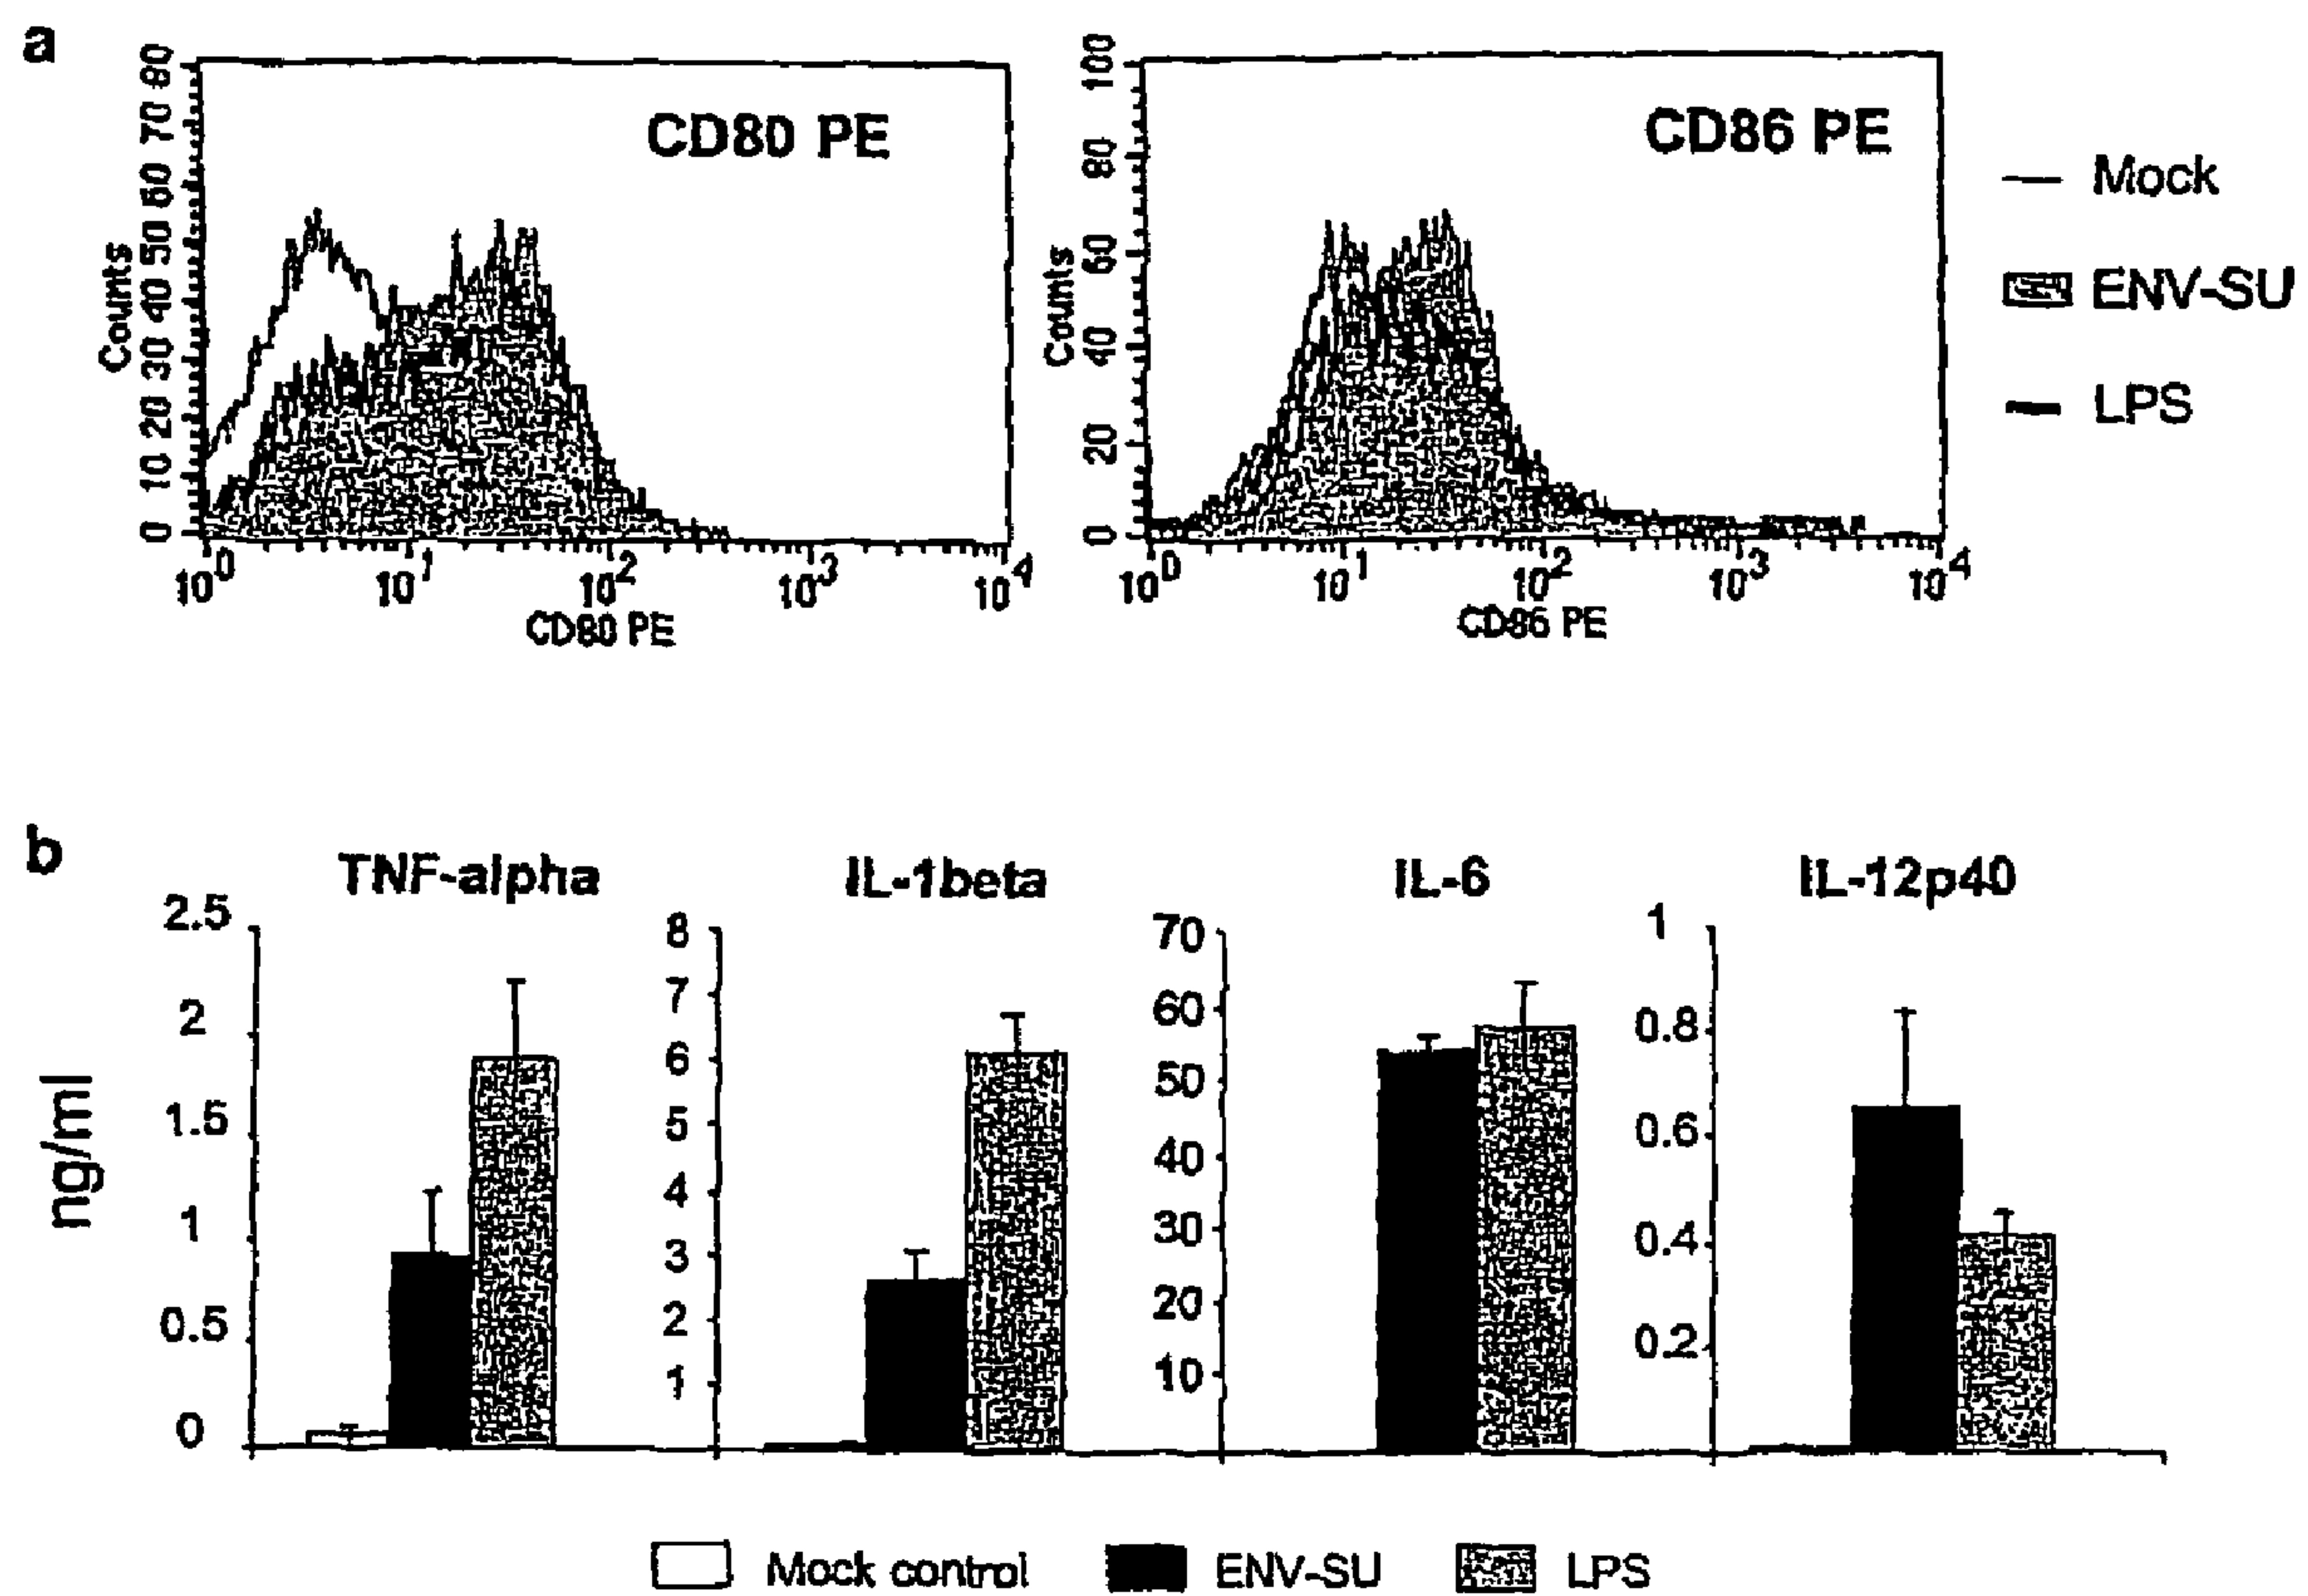 a
80
70
60
50
40
30
20
10
0
Counts
CD80 PE
10^0 10^1 10^2 10^3 10^4
CD80 PE
100
80
60
40
20
0
Counts
CD86 PE
10^0 10^1 10^2 10^3 10^4
CD86 PE
Mock
ENV-SU
LPS
b
ng/ml
TNF-alpha
2.5
2
1.5
1
0.5
0
IL-1beta
8
7
6
5
4
3
2
1
IL-6
70
60
50
40
30
20
10
IL-12p40
1
0.8
0.6
0.4
0.2
Mock control ENV-SU LPS